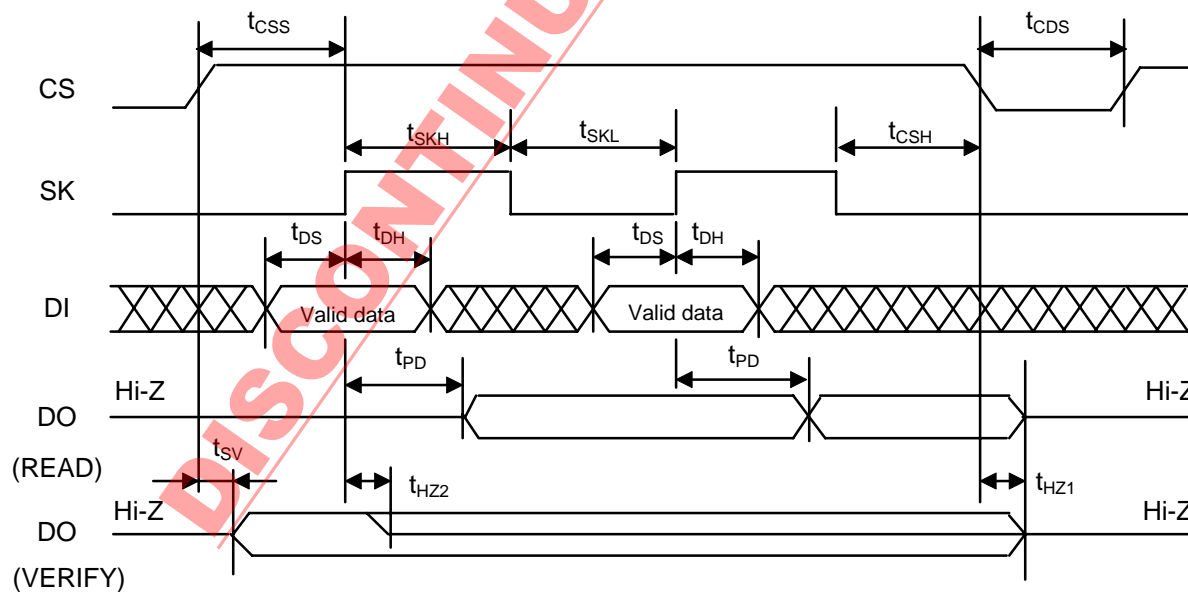 tCSS
tCDS
CS
tSKH
tSKL
tCSH
SK
tDS
tDH
tDS
tDH
DI
Valid data
Valid data
tPD
tPD
Hi-Z
Hi-Z
DO
(READ)
tSV
tHZ2
tHZ1
Hi-Z
Hi-Z
DO
(VERIFY)
DISCONTINU